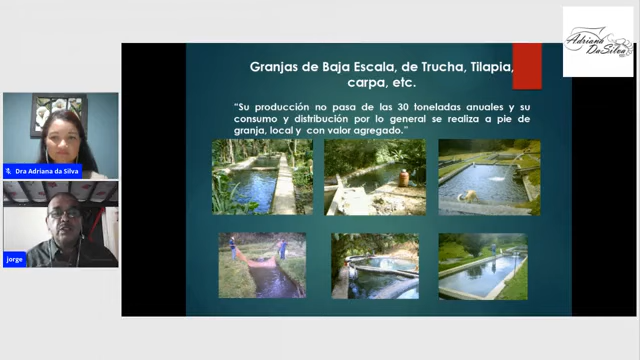 Adriana
DaSilva
Granjas de Baja Escala, de Trucha, Tilapia,
carpa, etc.
"Su producción no pasa de las 30 toneladas anuales y su
consumo y distribución por lo general se realiza a pie de
granja, local y con valor agregado."
Dra Adriana da Silva
jorge